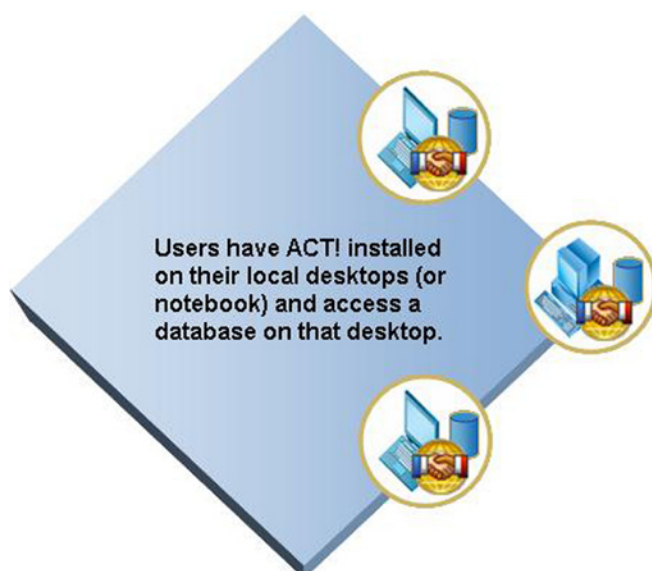 Users have ACT! installed
on their local desktops (or
notebook) and access a
database on that desktop.